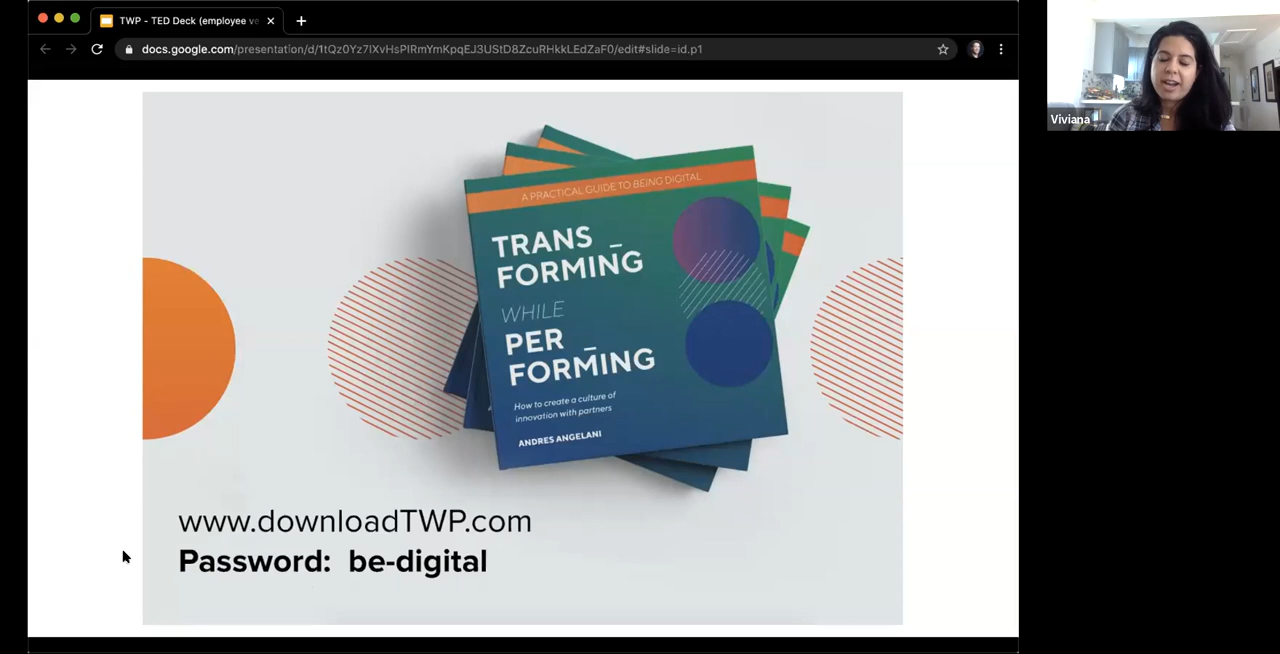 TWP - TED Deck (employee ve
docs.google.com/presentation/d/1tQz0Yz7lXvHsPIRmYmKpqEJ3UStD8ZcuRHkkLEdZaF0/edit#slide=id.p1
Viviana
A PRACTICAL GUIDE TO BEING DIGITAL
TRANS_
FORMING
WHILE
PER_
FORMING
How to create a culture of
innovation with partners
ANDRES ANGELANI
www.downloadTWP.com
Password: be-digital